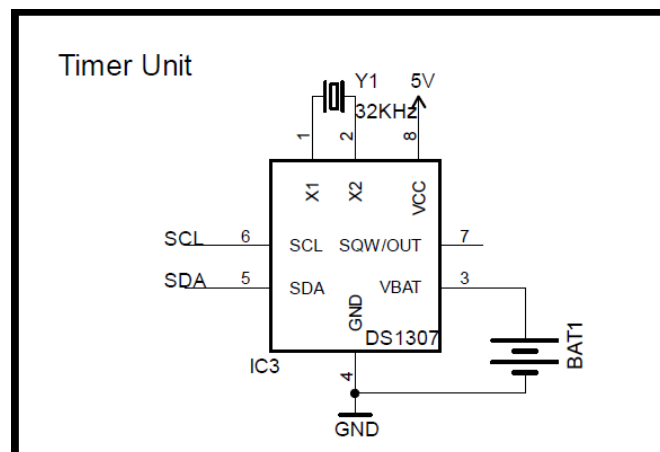 Timer Unit
Y1 5V
32KHz
1 2 8
X1 X2 VCC
SCL 6 SCL SQW/OUT 7
SDA 5 SDA VBAT 3
GND
DS1307
BAT1
IC3
4
GND